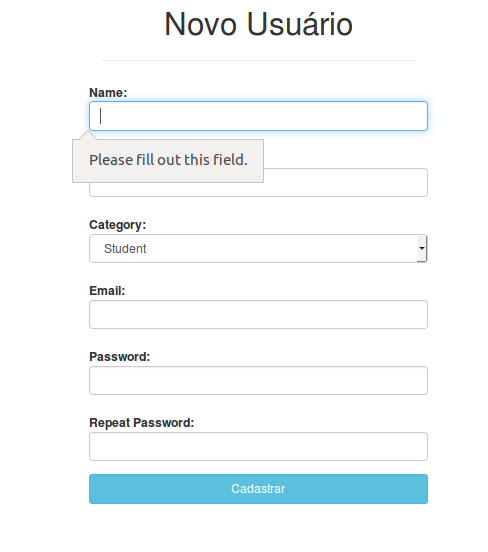 Novo Usuário
Name:
Please fill out this field.
Category:
Student
Email:
Password:
Repeat Password:
Cadastrar